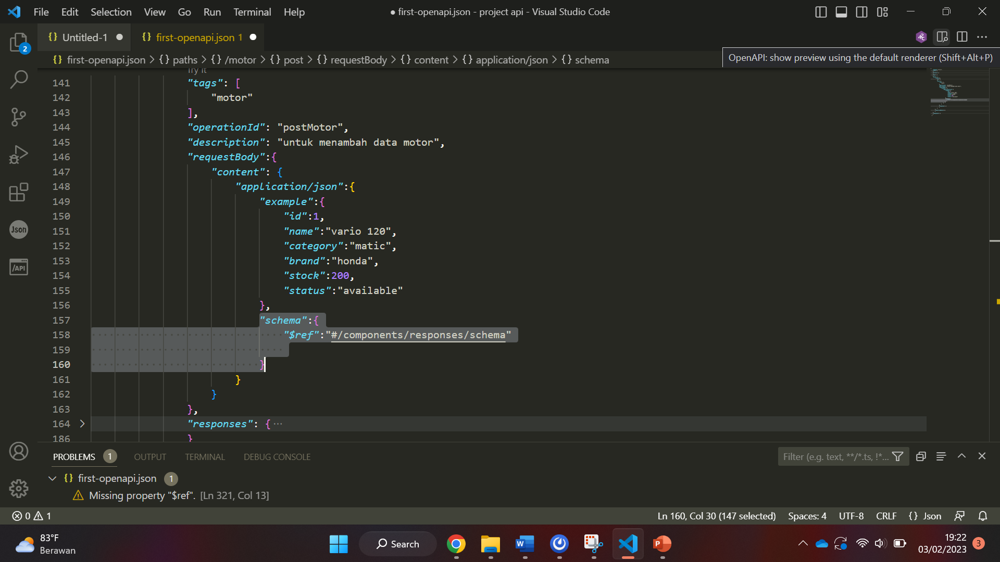 File Edit Selection View Go Run Terminal Help
● first-openapi.json - project api - Visual Studio Code
{} Untitled-1 ●
{} first-openapi.json 1 ●
{} first-openapi.json > {} paths > {} /motor > {} post > {} requestBody > {} content > {} application/json > {} schema
OpenAPI: show preview using the default renderer (Shift+Alt+P)
2
Try it
141 "tags": [
142 "motor"
143 ],
144 "operationId": "postMotor",
145 "description": "untuk menambah data motor",
146 "requestBody":{
147 "content": {
148 "application/json":{
149 "example":{
150 "id":1,
151 "name":"vario 120",
152 "category":"matic",
153 "brand":"honda",
154 "stock":200,
155 "status":"available"
156 },
157 "schema":{
158 "$ref":"#/components/responses/schema"
159
160 }
161 }
162 }
163 },
164 "responses": {···
186 }
Json
/API
PROBLEMS 1 OUTPUT TERMINAL DEBUG CONSOLE
Filter (e.g. text, **/*.ts, !*...
{} first-openapi.json 1
Missing property "$ref". [Ln 321, Col 13]
0 1
Ln 160, Col 30 (147 selected) Spaces: 4 UTF-8 CRLF {} Json
83°F
Berawan
Search
W
P
19:22
03/02/2023
3